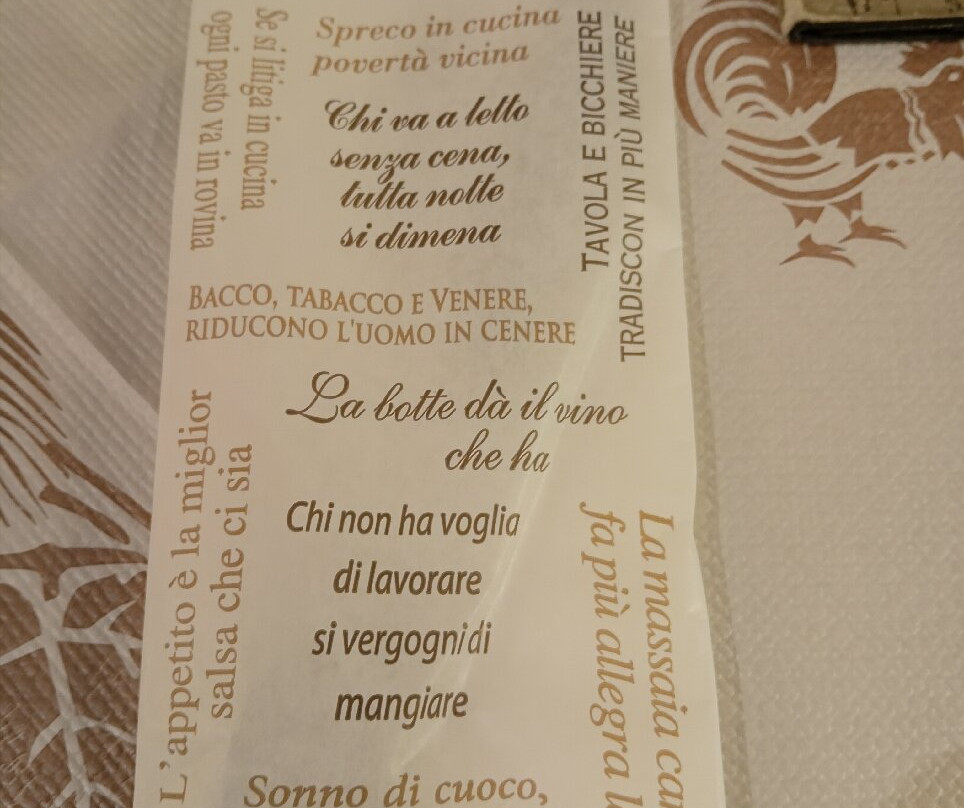 Se si litiga in cucina
ogni pasto va in rovina
Spreco in cucina
povertà vicina
Chi va a letto
senza cena,
tutta notte
si dimena
TAVOLA E BICCHIERE
TRADISCON IN PIÙ MANIERE
BACCO, TABACCO E VENERE,
RIDUCONO L'UOMO IN CENERE
La botte dà il vino
che ha
L'appetito è la miglior
salsa che ci sia
Chi non ha voglia
di lavorare
si vergogni di
mangiare
La massaia
fa più allegra
Sonno di cuoco,